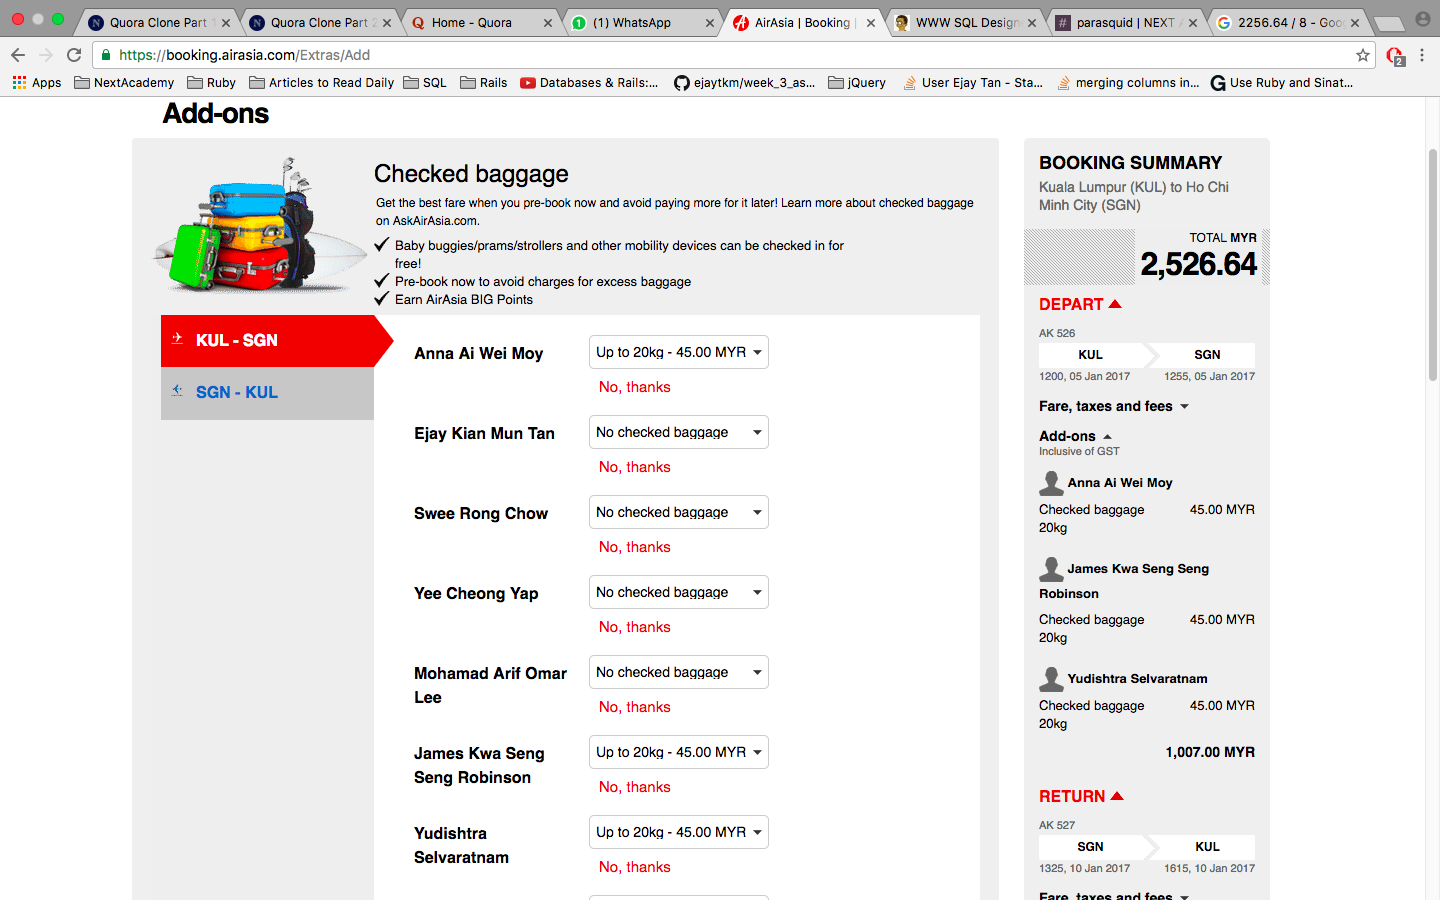 Quora Clone Part 1
Quora Clone Part 2
Home - Quora
(1) WhatsApp
AirAsia | Booking |
WWW SQL Designe
parasquid | NEXT A
2256.64 / 8 - Goo
https://booking.airasia.com/Extras/Add
2
Apps
NextAcademy
Ruby
Articles to Read Daily
SQL
Rails
Databases & Rails:...
ejaytkm/week_3_as...
jQuery
User Ejay Tan - Sta...
merging columns in...
Use Ruby and Sinat...
Add-ons
Checked baggage
Get the best fare when you pre-book now and avoid paying more for it later! Learn more about checked baggage
on AskAirAsia.com.
Baby buggies/prams/strollers and other mobility devices can be checked in for
free!
Pre-book now to avoid charges for excess baggage
Earn AirAsia BIG Points
KUL - SGN
SGN - KUL
Anna Ai Wei Moy
Up to 20kg - 45.00 MYR
No, thanks
Ejay Kian Mun Tan
No checked baggage
No, thanks
Swee Rong Chow
No checked baggage
No, thanks
Yee Cheong Yap
No checked baggage
No, thanks
Mohamad Arif Omar
Lee
No checked baggage
No, thanks
James Kwa Seng
Seng Robinson
Up to 20kg - 45.00 MYR
No, thanks
Yudishtra
Selvaratnam
Up to 20kg - 45.00 MYR
No, thanks
BOOKING SUMMARY
Kuala Lumpur (KUL) to Ho Chi
Minh City (SGN)
TOTAL MYR
2,526.64
DEPART
AK 526
KUL
SGN
1200, 05 Jan 2017
1255, 05 Jan 2017
Fare, taxes and fees
Add-ons
Inclusive of GST
Anna Ai Wei Moy
Checked baggage
20kg
45.00 MYR
James Kwa Seng Seng
Robinson
Checked baggage
20kg
45.00 MYR
Yudishtra Selvaratnam
Checked baggage
20kg
45.00 MYR
1,007.00 MYR
RETURN
AK 527
SGN
KUL
1325, 10 Jan 2017
1615, 10 Jan 2017
Fare, taxes and fees